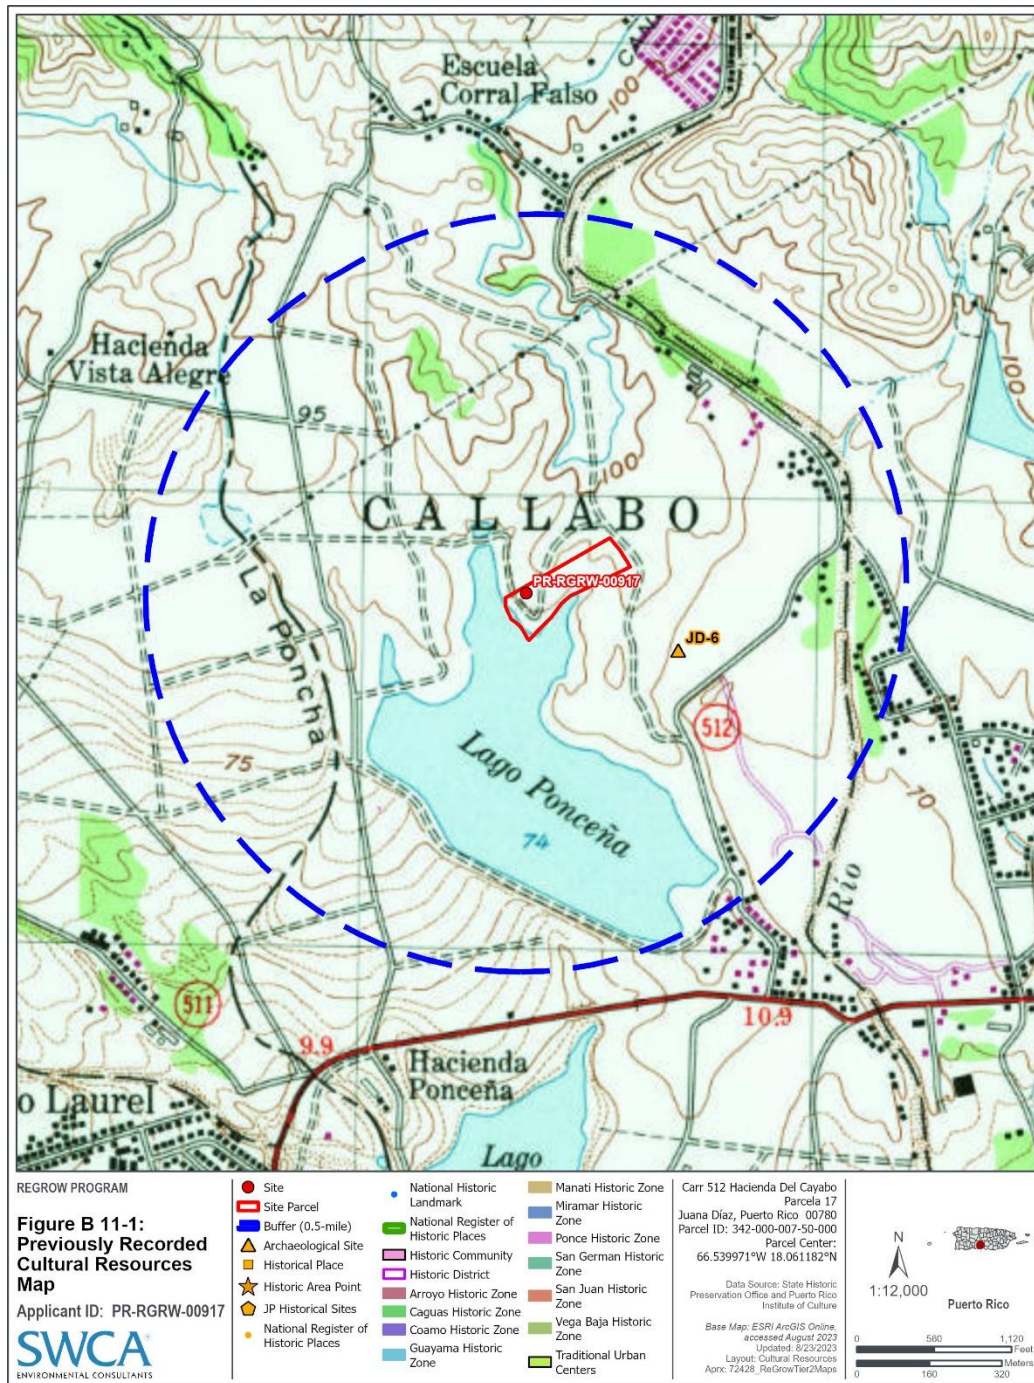 Escuela
Corral Falso
100
Hacienda
Vista Alegre
95
100
100
CALLABO
PR-RGRW-00917
La Poncha
JD-6
512
75
Lago Ponceña
74
70
Río
511
9.9
10.9
Hacienda
Ponceña
o Laurel
Lago
REGROW PROGRAM
Figure B 11-1:
Previously Recorded
Cultural Resources
Map
Applicant ID: PR-RGRW-00917
SWCA
ENVIRONMENTAL CONSULTANTS
Site
Site Parcel
Buffer (0.5-mile)
Archaeological Site
Historical Place
Historic Area Point
JP Historical Sites
National Register of
Historic Places
National Historic
Landmark
National Register of
Historic Places
Historic Community
Historic District
Arroyo Historic Zone
Caguas Historic Zone
Coamo Historic Zone
Guayama Historic
Zone
Manati Historic Zone
Miramar Historic
Zone
Ponce Historic Zone
San German Historic
Zone
San Juan Historic
Zone
Vega Baja Historic
Zone
Traditional Urban
Centers
Carr 512 Hacienda Del Cayabo
Parcela 17
Juana Díaz, Puerto Rico 00780
Parcel ID: 342-000-007-50-000
Parcel Center:
66.539971°W 18.061182°N
Data Source: State Historic
Preservation Office and Puerto Rico
Institute of Culture
Base Map: ESRI ArcGIS Online,
accessed August 2023
Updated: 8/23/2023
Layout: Cultural Resources
Aprx: 72428_ReGrowTier2Maps
N
1:12,000
Puerto Rico
0 560 1,120
Feet
Meters
0 160 320